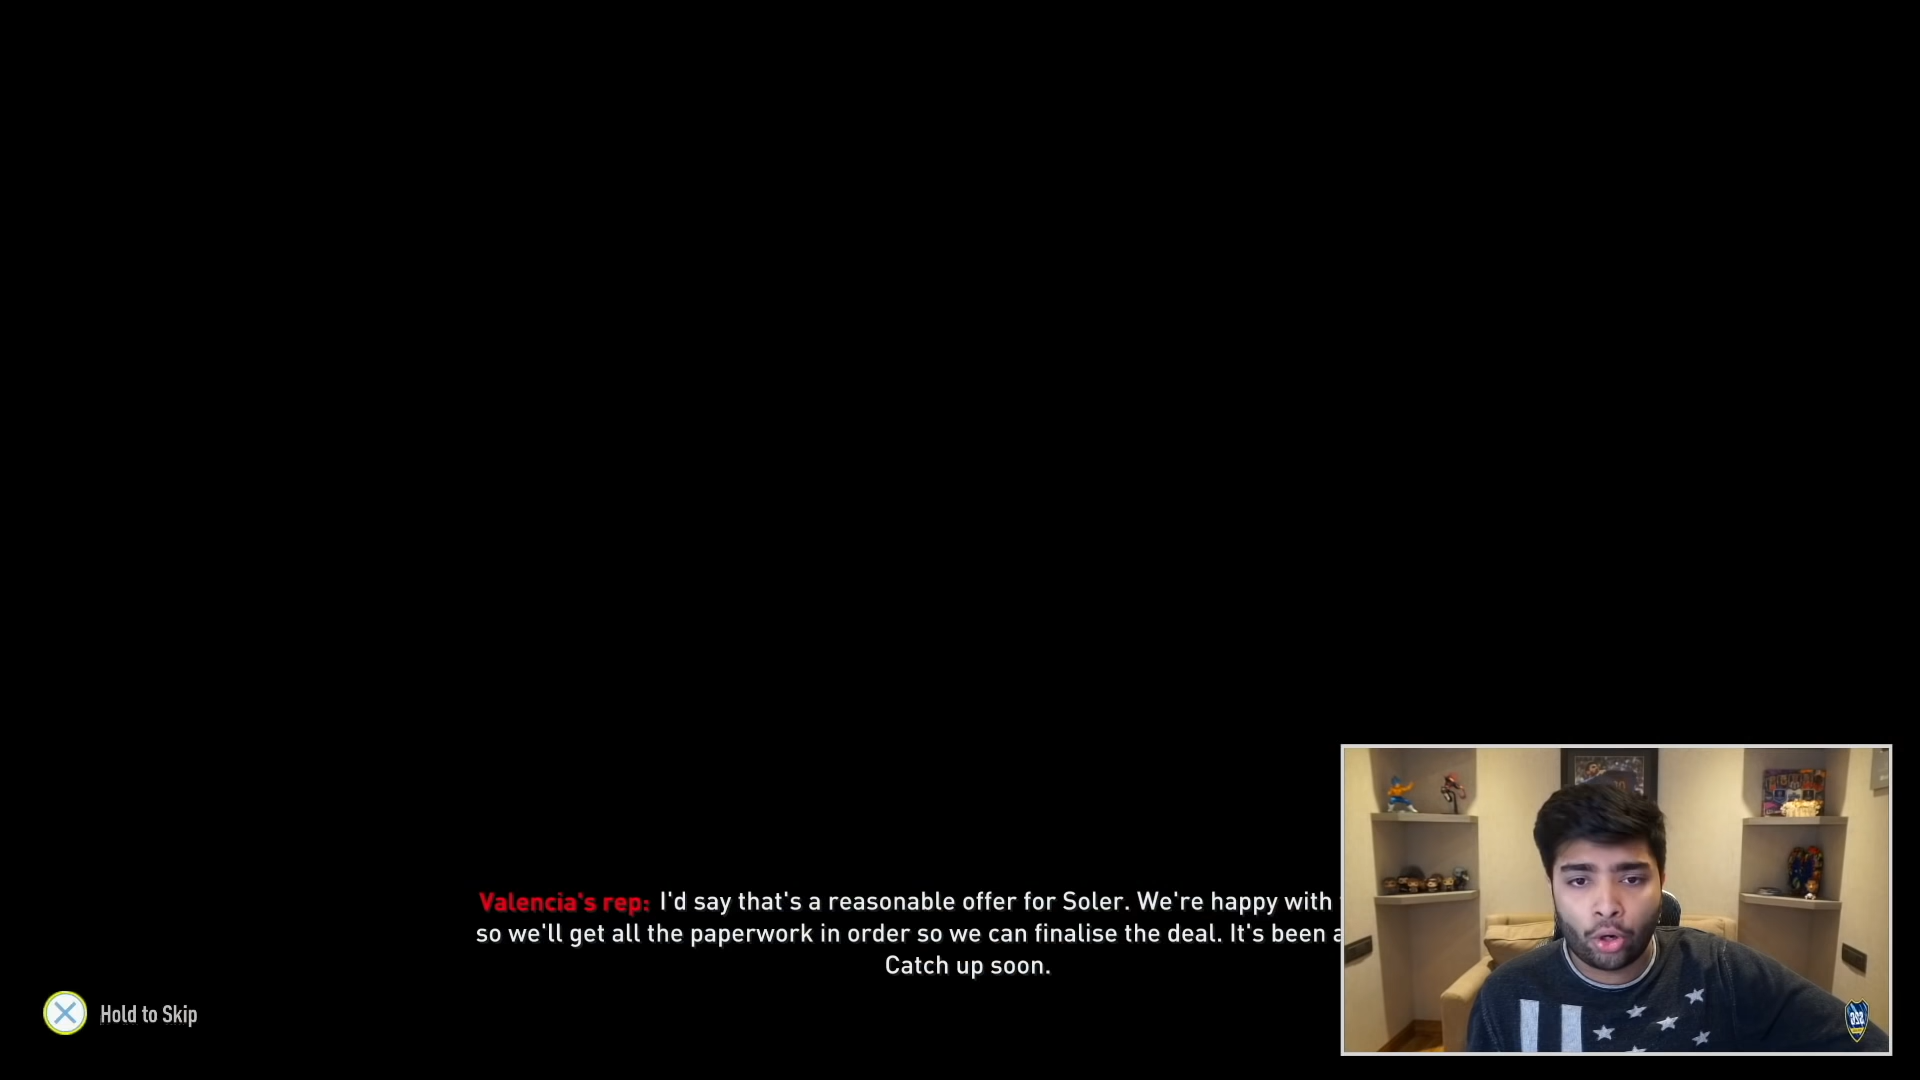 Valencia's rep: I'd say that's a reasonable offer for Soler. We're happy with
so we'll get all the paperwork in order so we can finalise the deal. It's been a
Catch up soon.
Hold to Skip